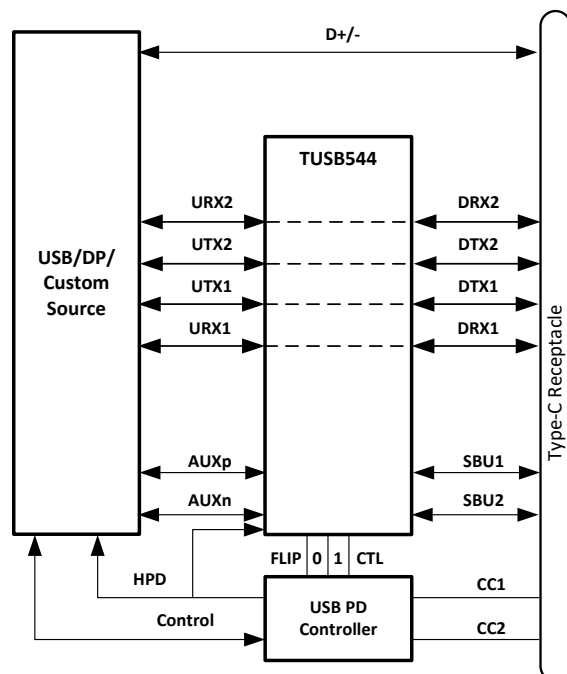 D+/-
TUSB544
URX2
DRX2
UTX2
DTX2
USB/DP/
Custom
Source
UTX1
DTX1
URX1
DRX1
Type-C Receptacle
AUXp
SBU1
AUXn
SBU2
FLIP 0 1 CTL
HPD
CC1
Control
USB PD
Controller
CC2